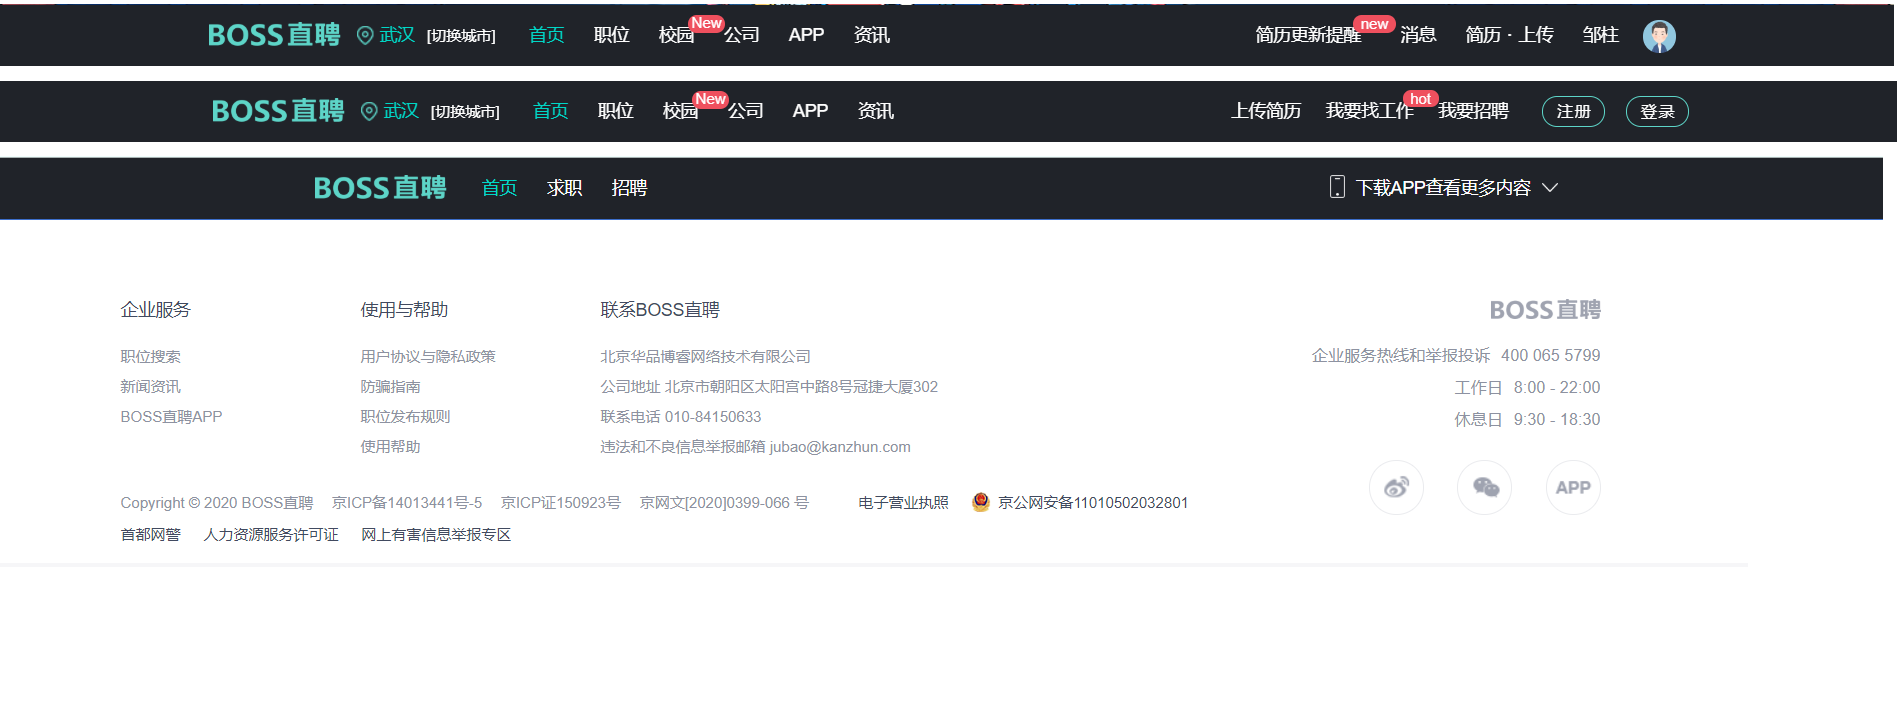 BOSS直聘 武汉 [切换城市] 首页 职位 校园 New 公司 APP 资讯 简历更新提醒 new 消息 简历 · 上传 邹柱
BOSS直聘 武汉 [切换城市] 首页 职位 校园 New 公司 APP 资讯 上传简历 我要找工作 hot 我要招聘 注册 登录
BOSS直聘 首页 求职 招聘 下载APP查看更多内容
企业服务 使用与帮助 联系BOSS直聘 BOSS直聘
职位搜索 用户协议与隐私政策 北京华品博睿网络技术有限公司 企业服务热线和举报投诉 400 065 5799
新闻资讯 防骗指南 公司地址 北京市朝阳区太阳宫中路8号冠捷大厦302 工作日 8:00 - 22:00
BOSS直聘APP 职位发布规则 联系电话 010-84150633 休息日 9:30 - 18:30
使用帮助 违法和不良信息举报邮箱 jubao@kanzhun.com
APP
Copyright © 2020 BOSS直聘 京ICP备14013441号-5 京ICP证150923号 京网文[2020]0399-066 号 电子营业执照 京公网安备11010502032801
首都网警 人力资源服务许可证 网上有害信息举报专区